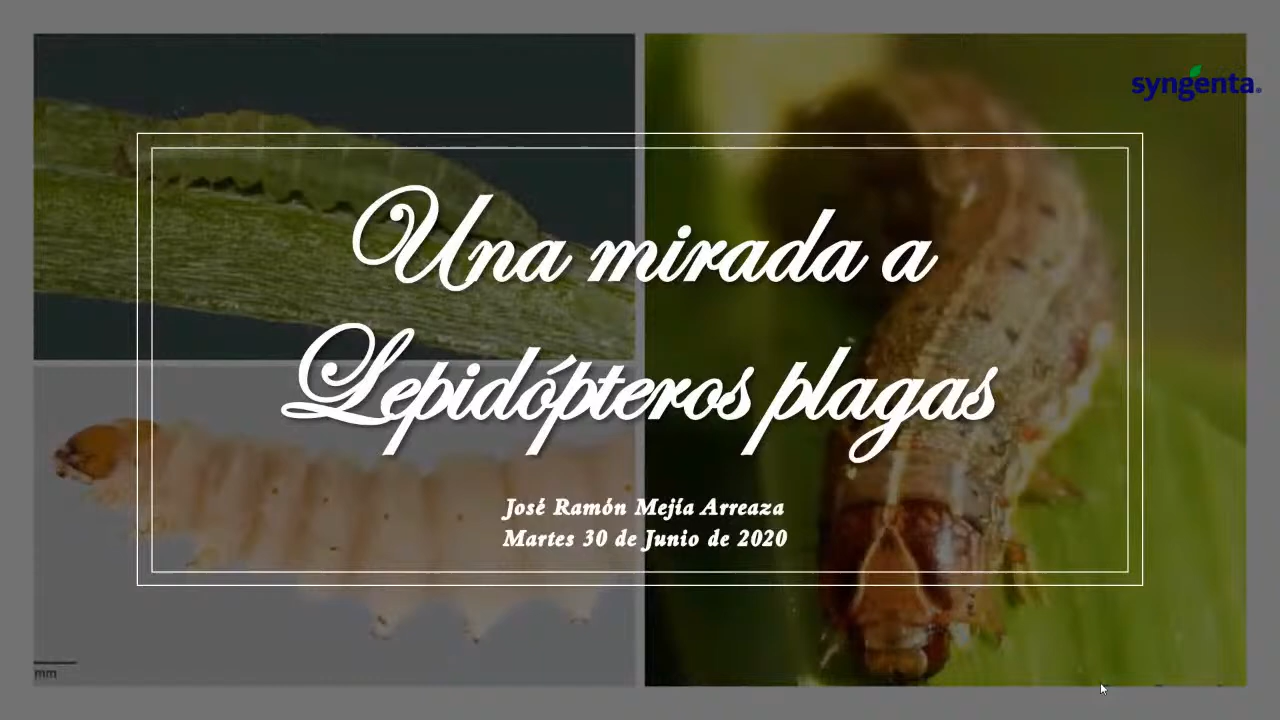 syngenta.
Una mirada a
Lepidópteros plagas
José Ramón Mejía Arreaza
Martes 30 de Junio de 2020
mm